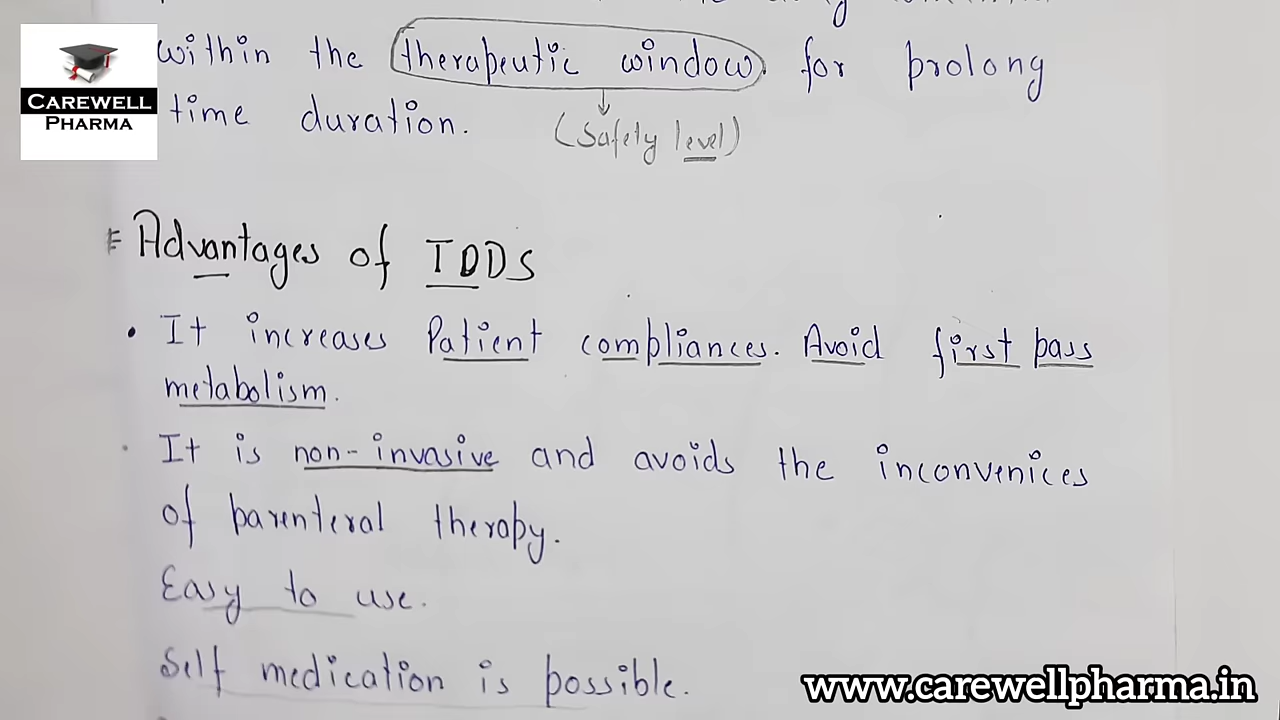 within the therapeutic window. for prolong
CAREWELL
PHARMA
time duration.
(Safety level)
Advantages of TDDS
• It increases Patient compliances. Avoid first pass
metabolism.
· It is non-invasive and avoids the inconvenices
of parenteral therapy.
Easy to use.
Self medication is possible.
www.carewellpharma.in